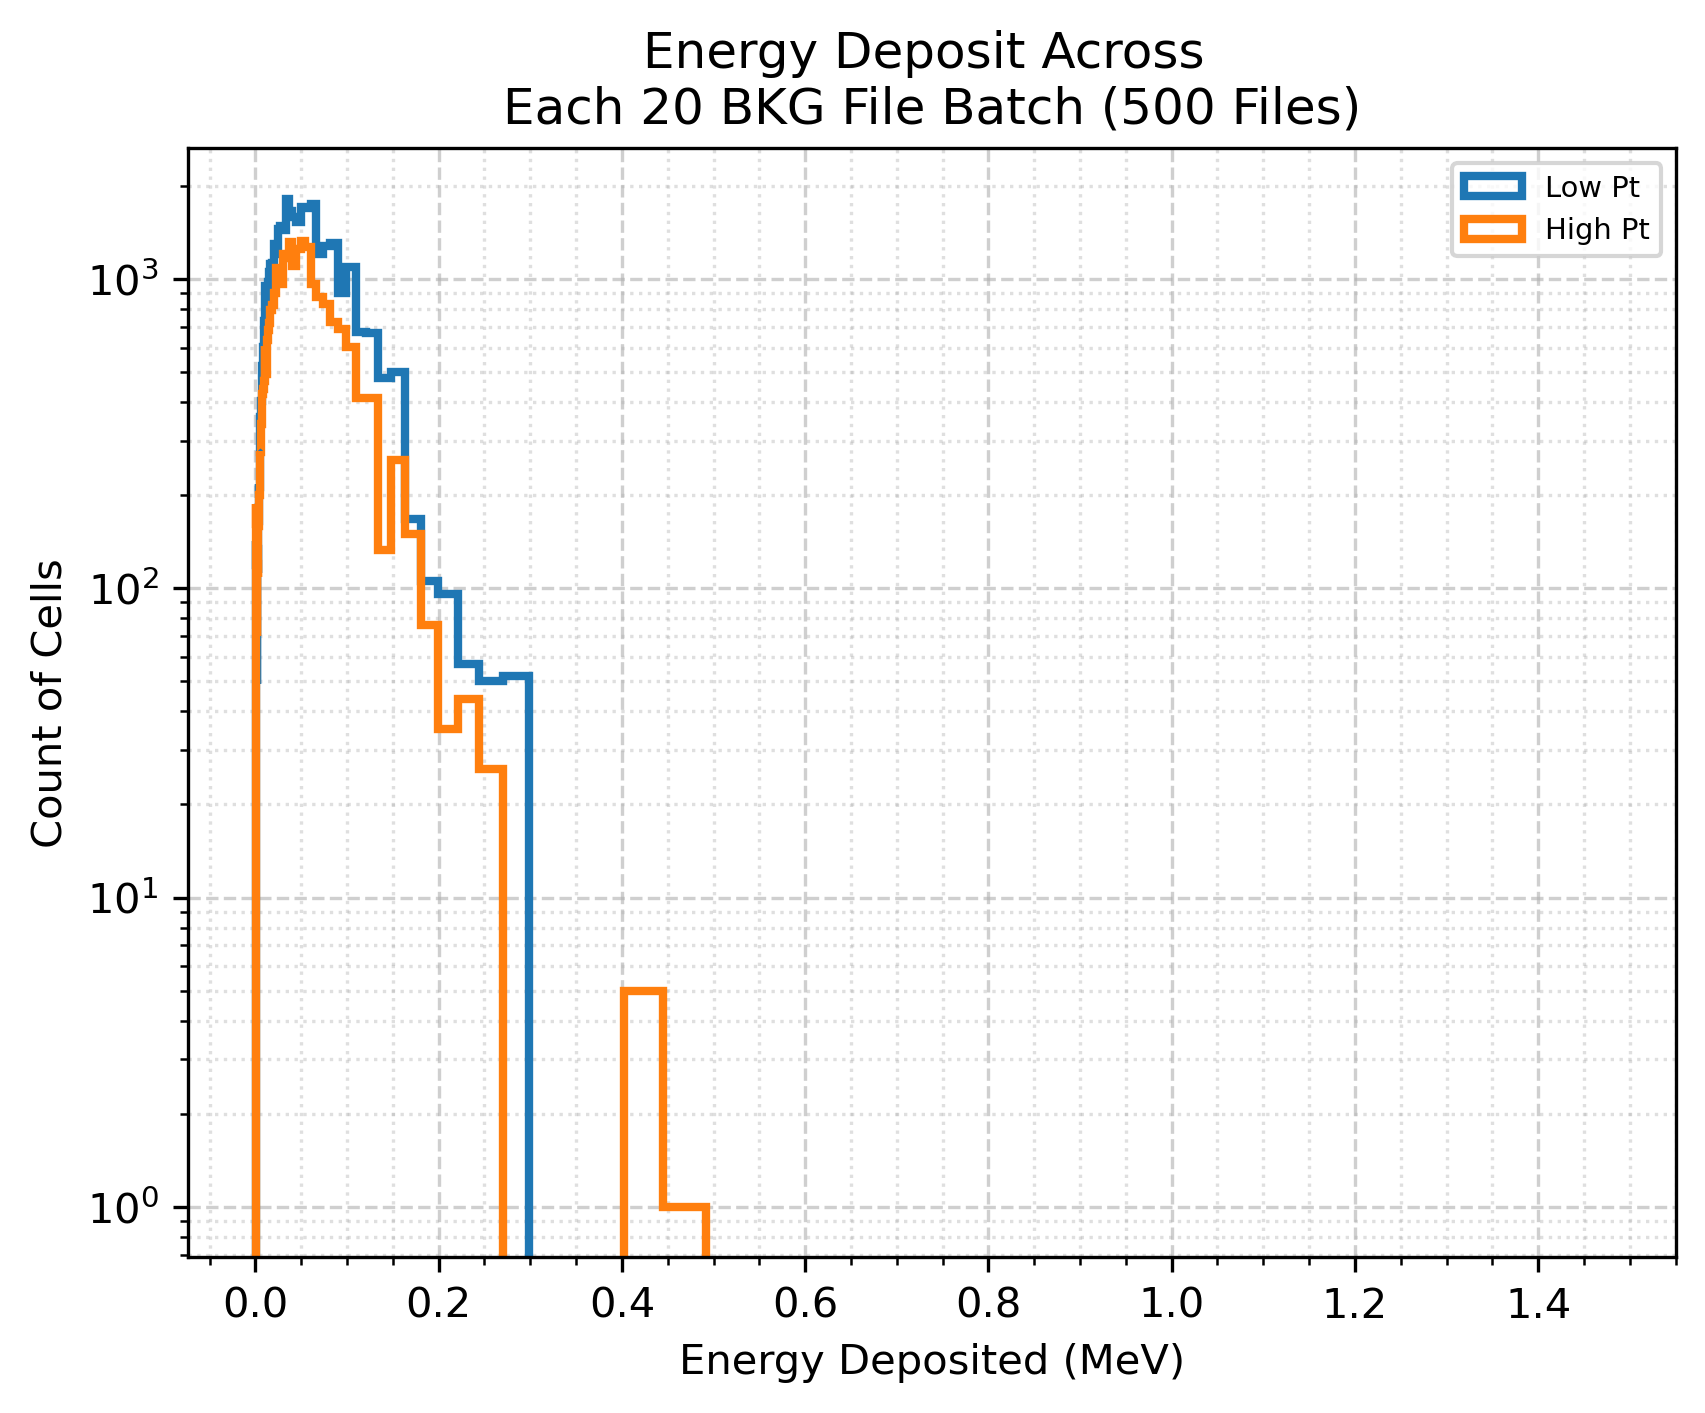 Energy Deposit Across
Each 20 BKG File Batch (500 Files)
Low Pt
High Pt
10³
10²
10¹
10⁰
Count of Cells
0.0 0.2 0.4 0.6 0.8 1.0 1.2 1.4
Energy Deposited (MeV)